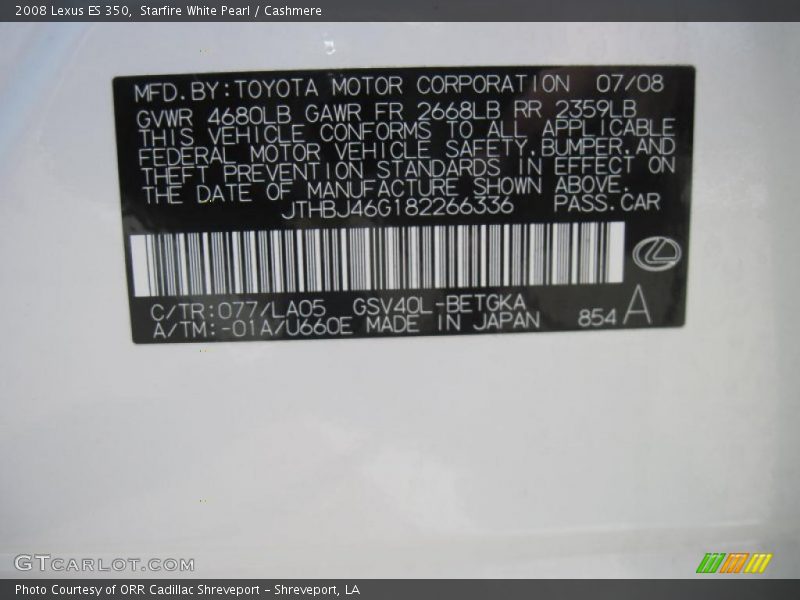 2008 Lexus ES 350, Starfire White Pearl / Cashmere
MFD.BY:TOYOTA MOTOR CORPORATION 07/08
GVWR 4680LB GAWR FR 2668LB RR 2359LB
THIS VEHICLE CONFORMS TO ALL APPLICABLE
FEDERAL MOTOR VEHICLE SAFETY,BUMPER,AND
THEFT PREVENTION STANDARDS IN EFFECT ON
THE DATE OF MANUFACTURE SHOWN ABOVE.
JTHBJ46G182266336 PASS.CAR
C/TR:077/LA05 GSV40L-BETGKA
A/TM:-01A/U660E MADE IN JAPAN 854 A
GTCARLOT.COM
Photo Courtesy of ORR Cadillac Shreveport - Shreveport, LA